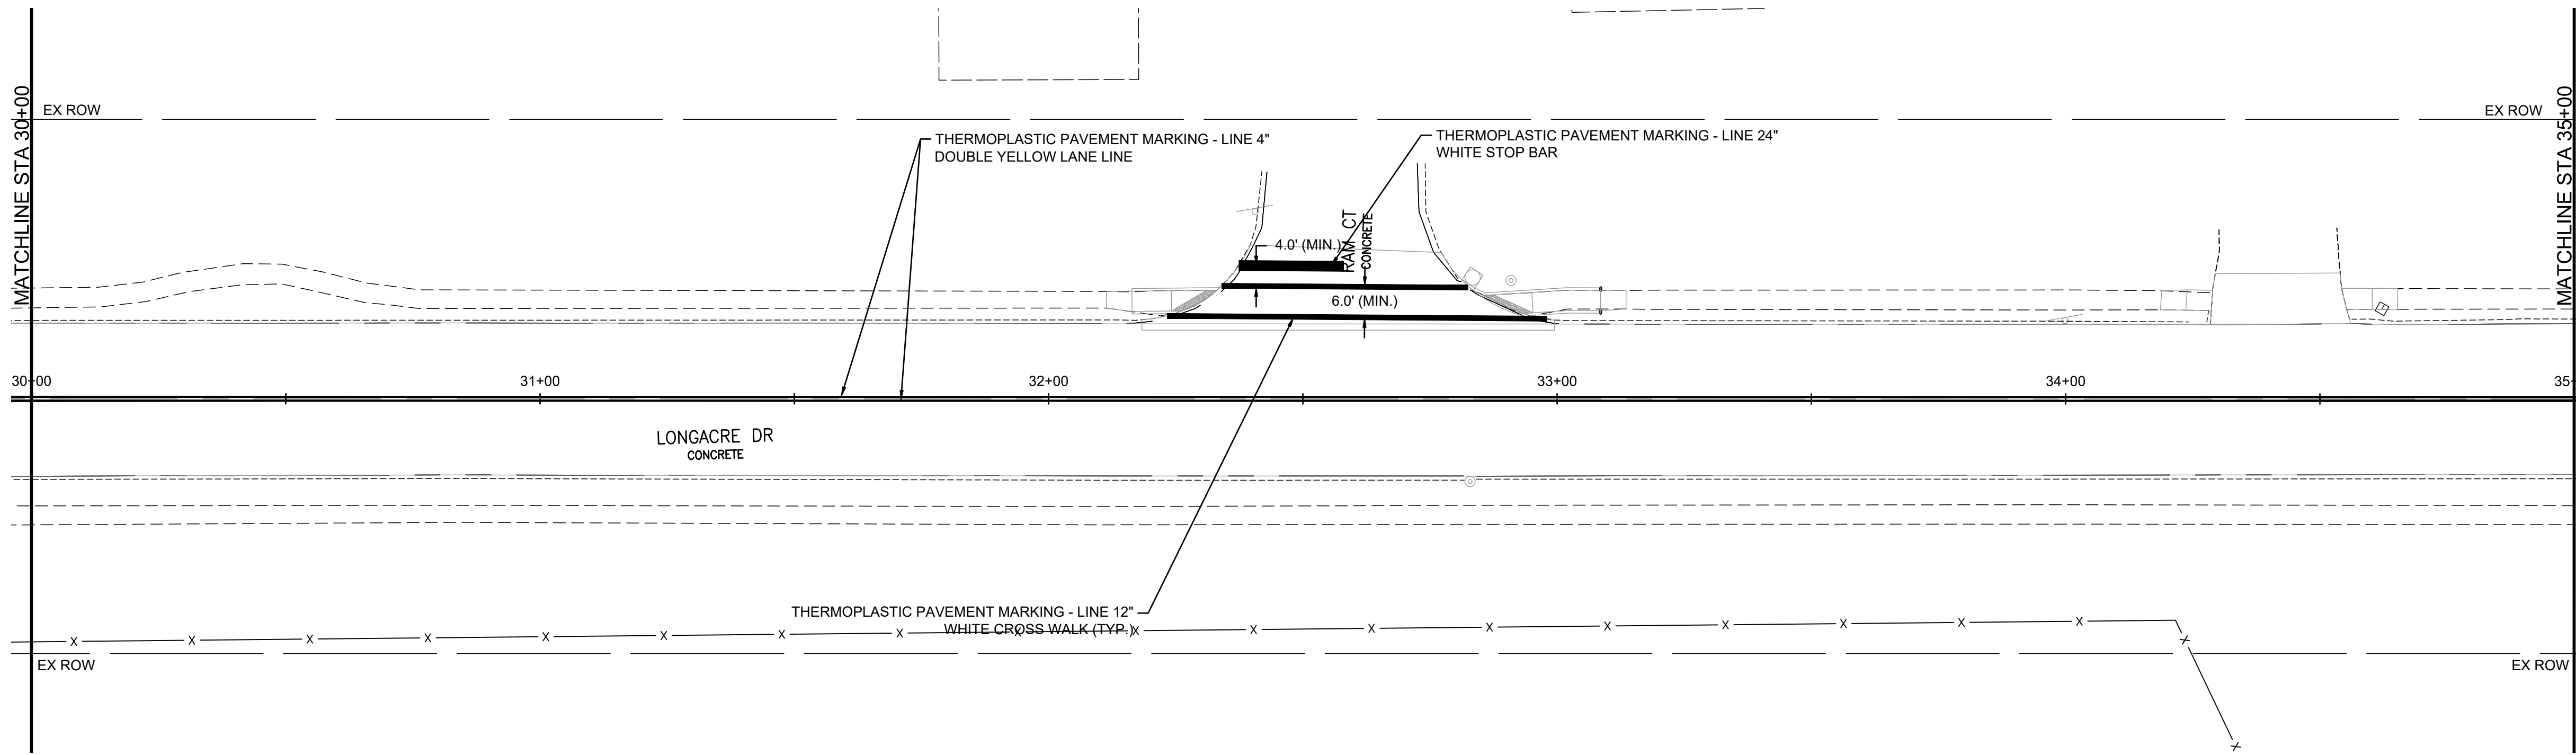 MATCHLINE STA 30+00
EX ROW
EX ROW
MATCHLINE STA 35+00
THERMOPLASTIC PAVEMENT MARKING - LINE 4"
DOUBLE YELLOW LANE LINE
THERMOPLASTIC PAVEMENT MARKING - LINE 24"
WHITE STOP BAR
RAM CT
CONCRETE
4.0' (MIN.)
6.0' (MIN.)
30+00
31+00
32+00
33+00
34+00
35+
LONGACRE DR
CONCRETE
THERMOPLASTIC PAVEMENT MARKING - LINE 12"
WHITE CROSS WALK (TYP.)
X X X X X X X X X X X X X X X X X X X X
EX ROW
EX ROW